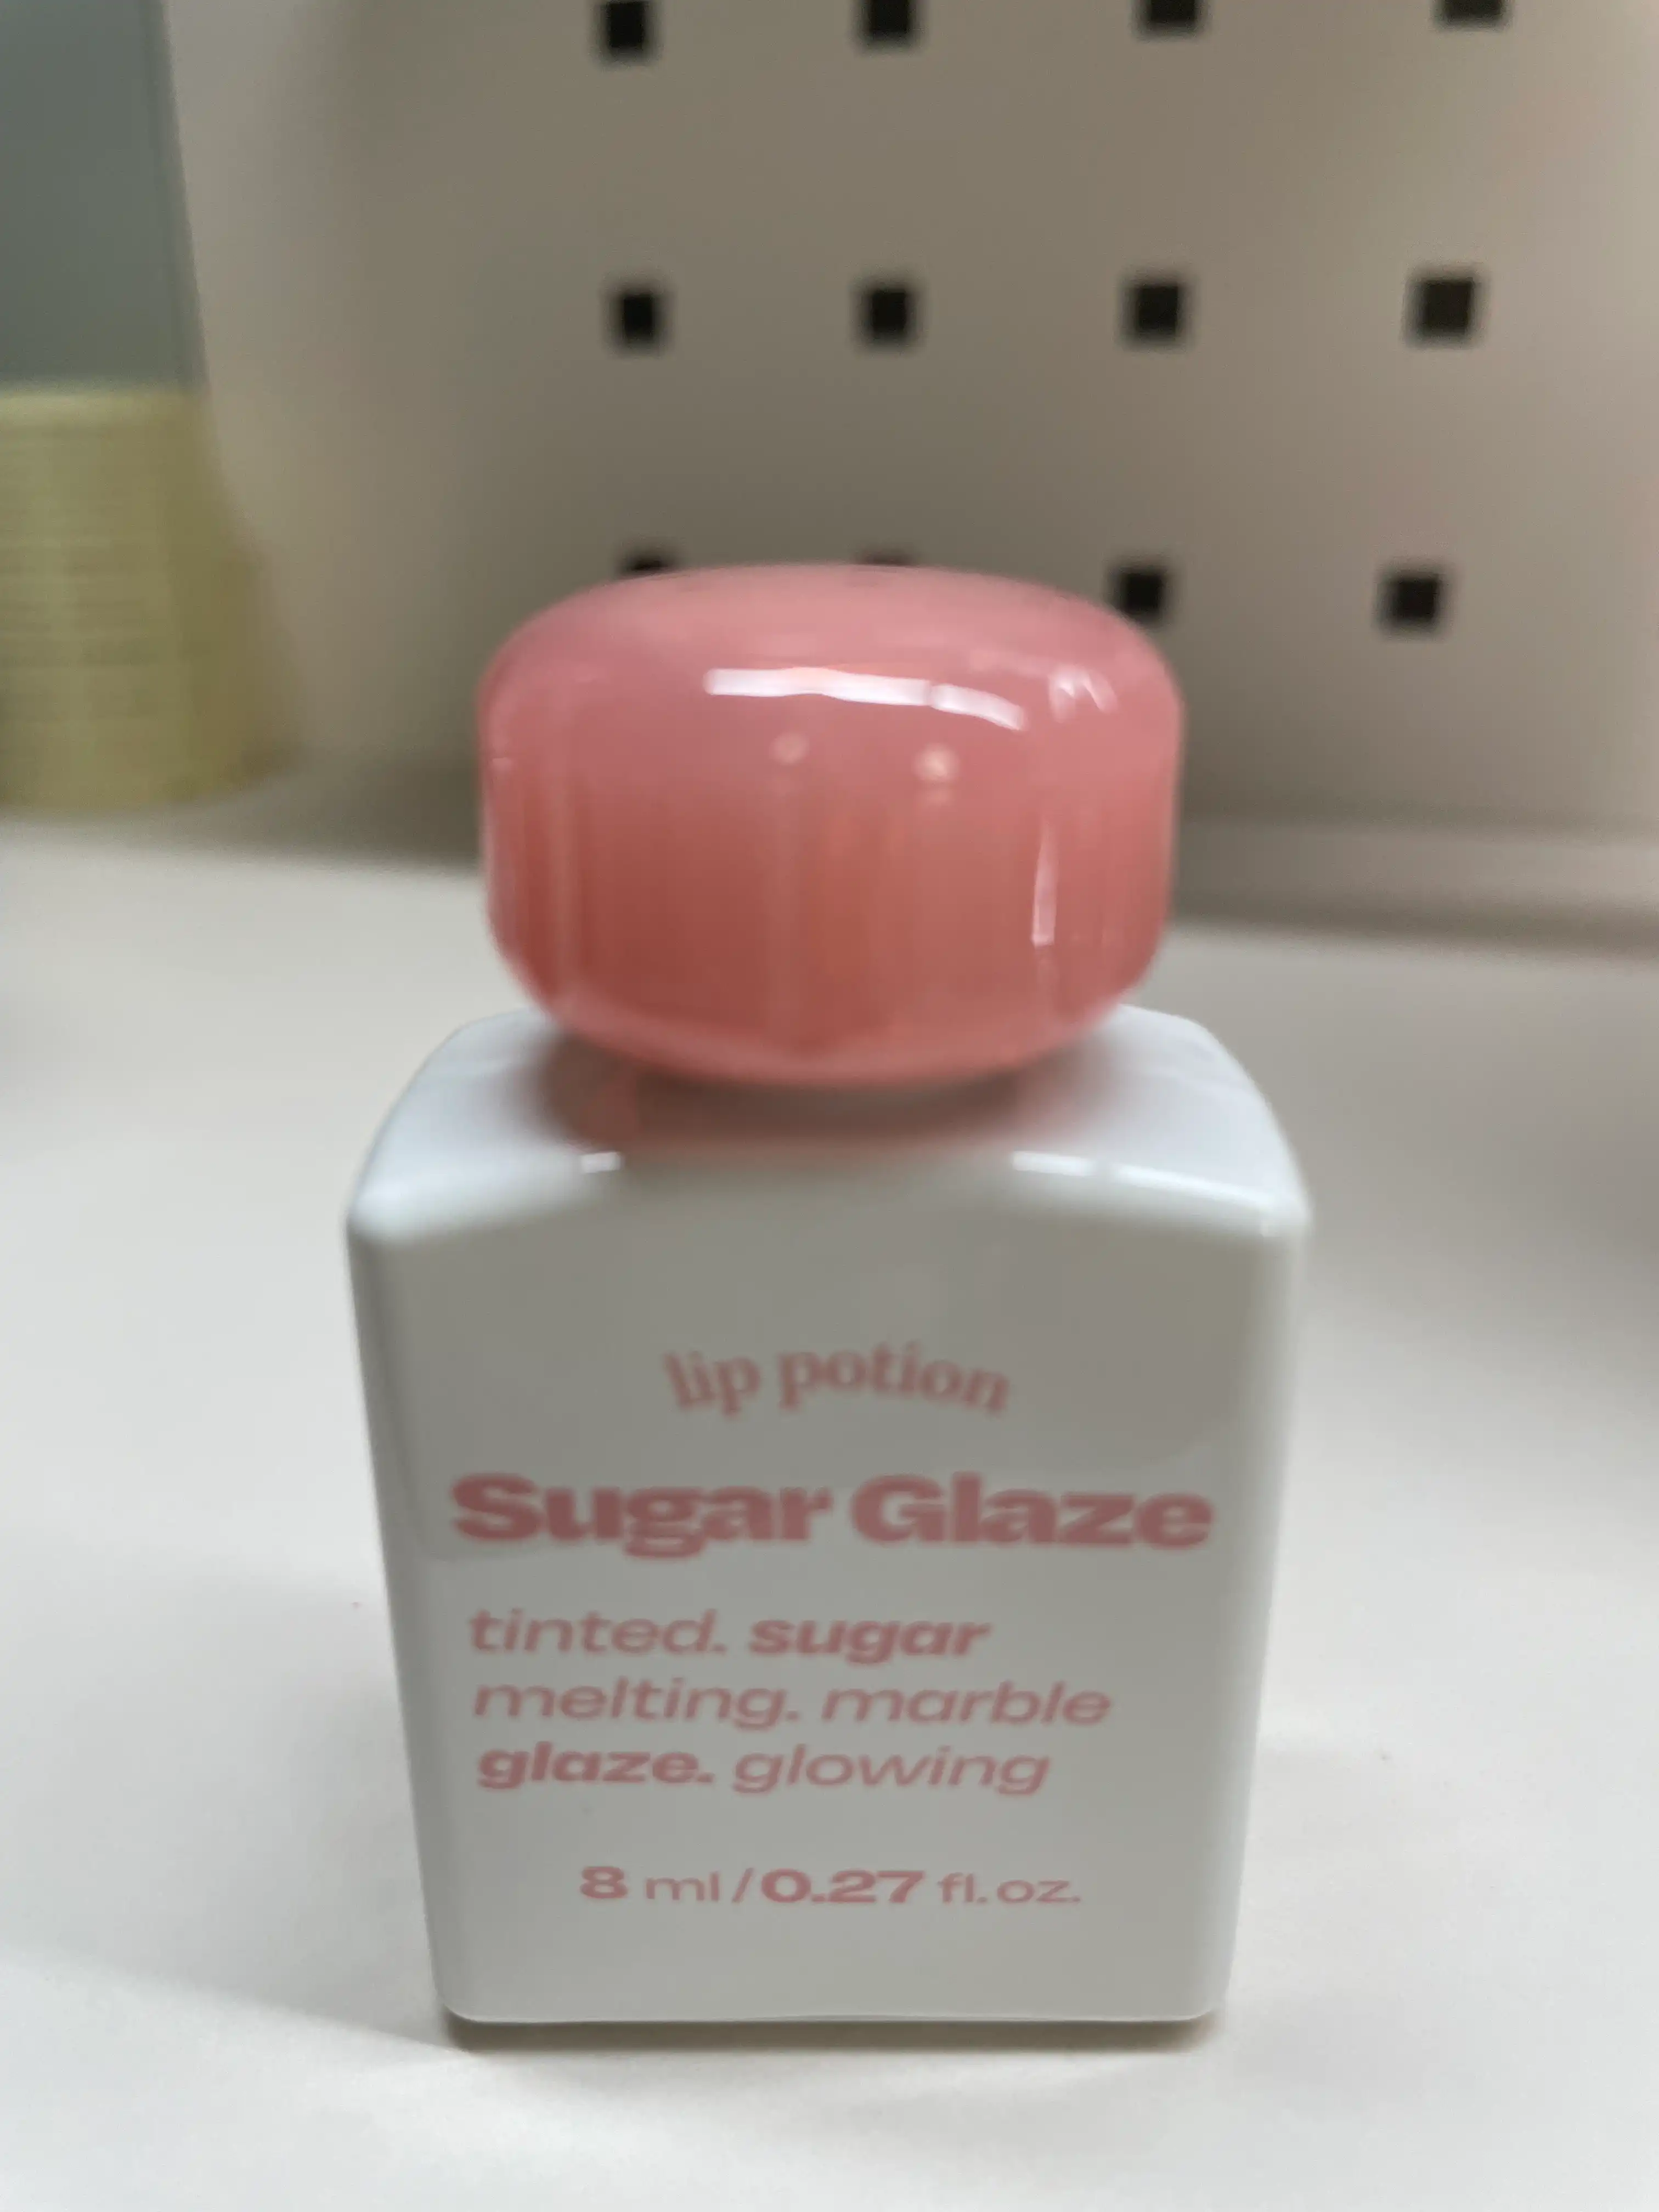 lip potion
Sugar Glaze
tinted. sugar
melting. marble
glaze. glowing
8 ml/0.27 fl.oz.